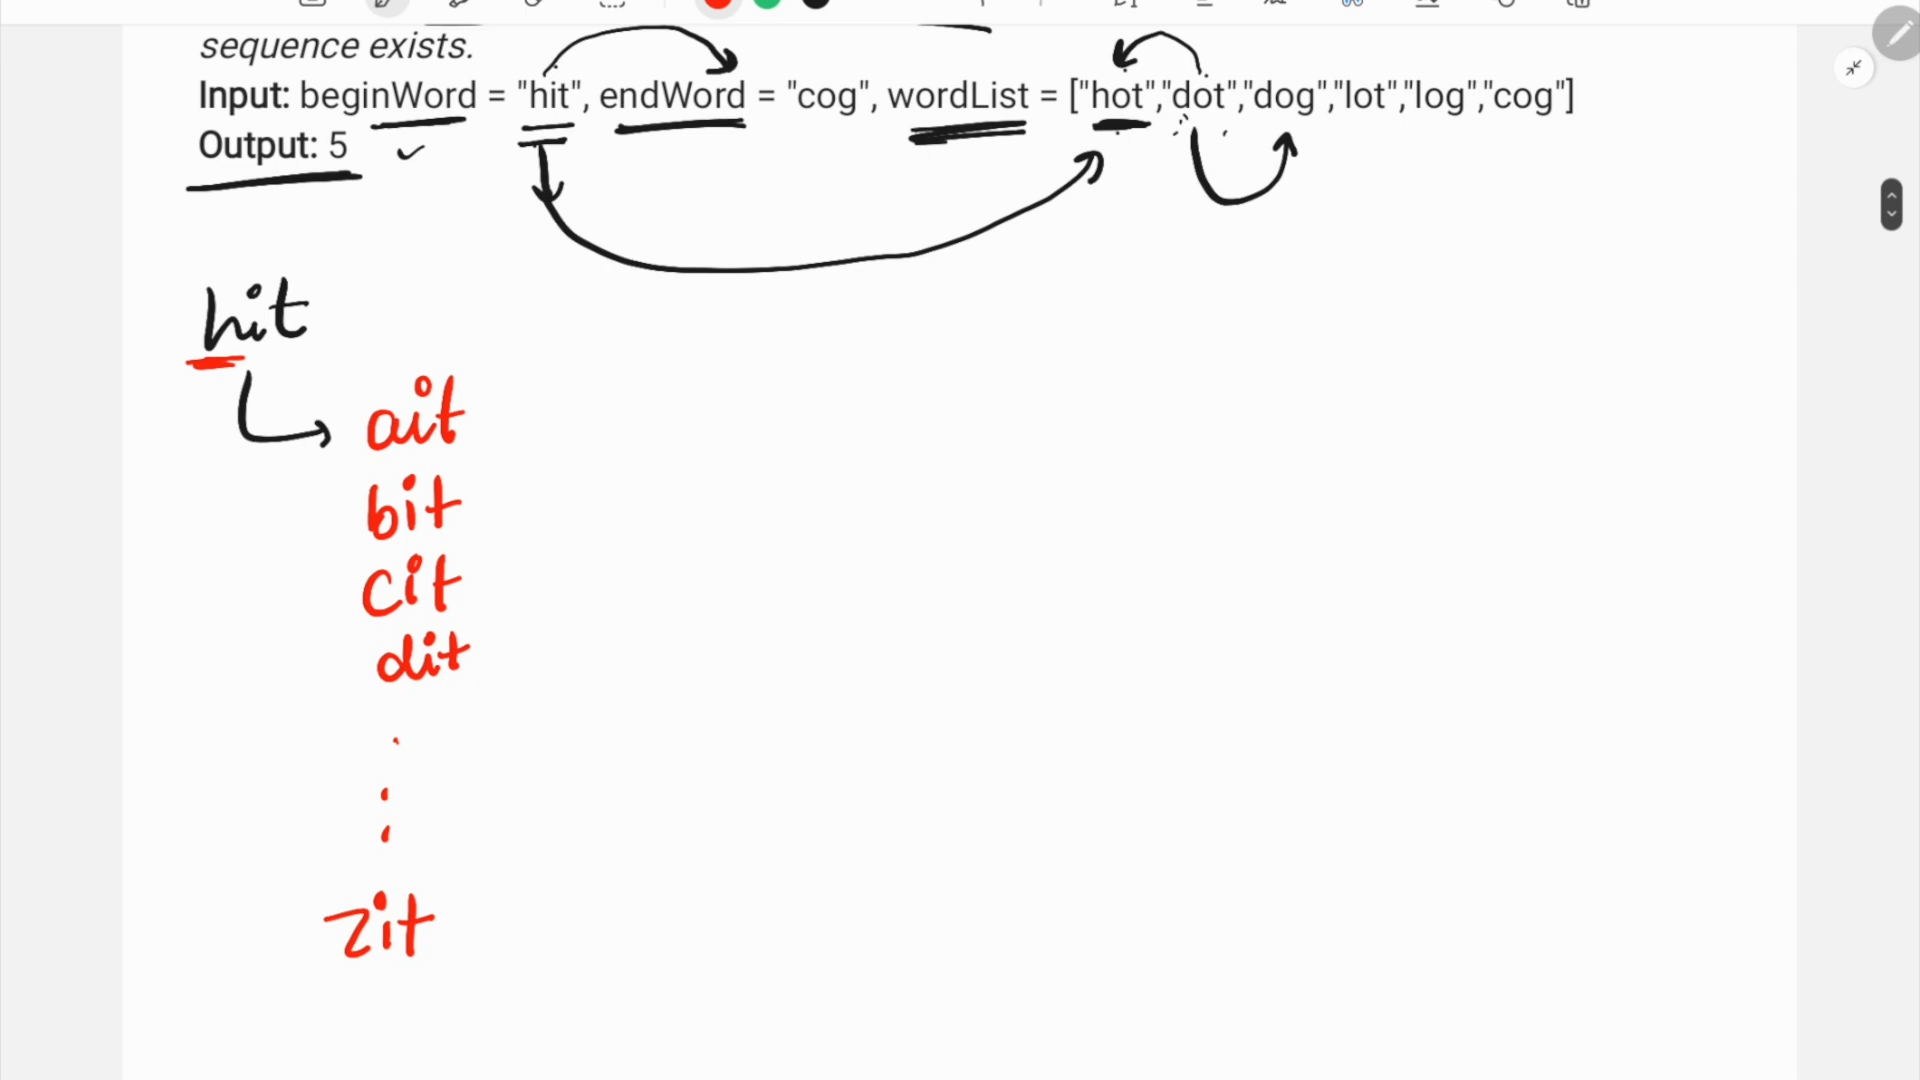 sequence exists.
Input: beginWord = "hit", endWord = "cog", wordList = ["hot","dot","dog","lot","log","cog"]
Output: 5
hit
ait
bit
cit
dit
zit